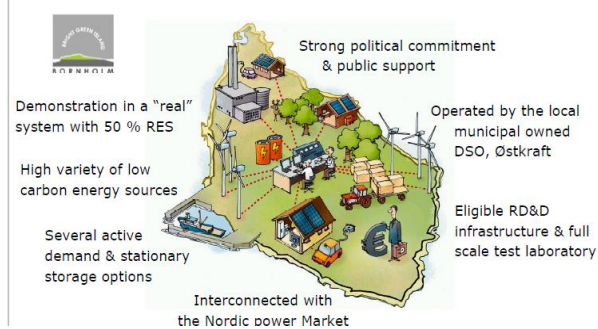 BRIGHT GREEN ISLAND
BORNHOLM
Strong political commitment
& public support
Demonstration in a “real”
system with 50 % RES
Operated by the local
municipal owned
DSO, Østkraft
High variety of low
carbon energy sources
Eligible RD&D
infrastructure & full
scale test laboratory
Several active
demand & stationary
storage options
€
Interconnected with
the Nordic power Market